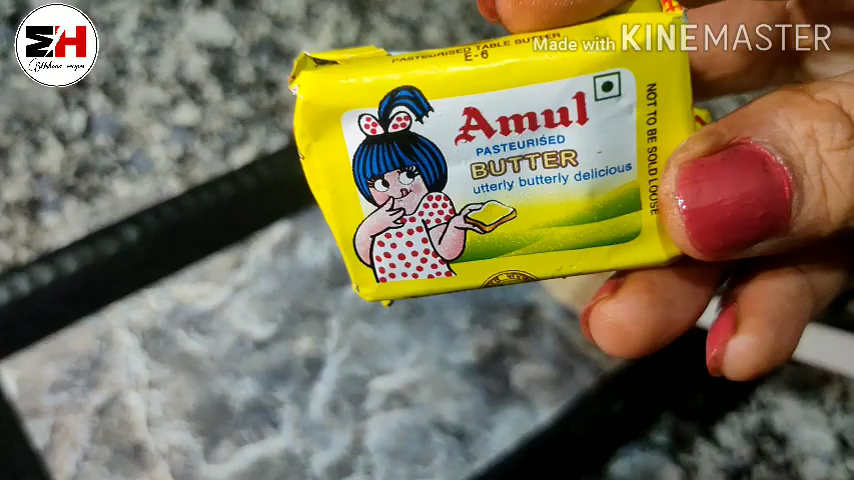 Made with KINEMASTER
PASTEURISED TABLE BUTTER
E-6
Amul
PASTEURISED
BUTTER
utterly butterly delicious
NOT TO BE SOLD LOOSE